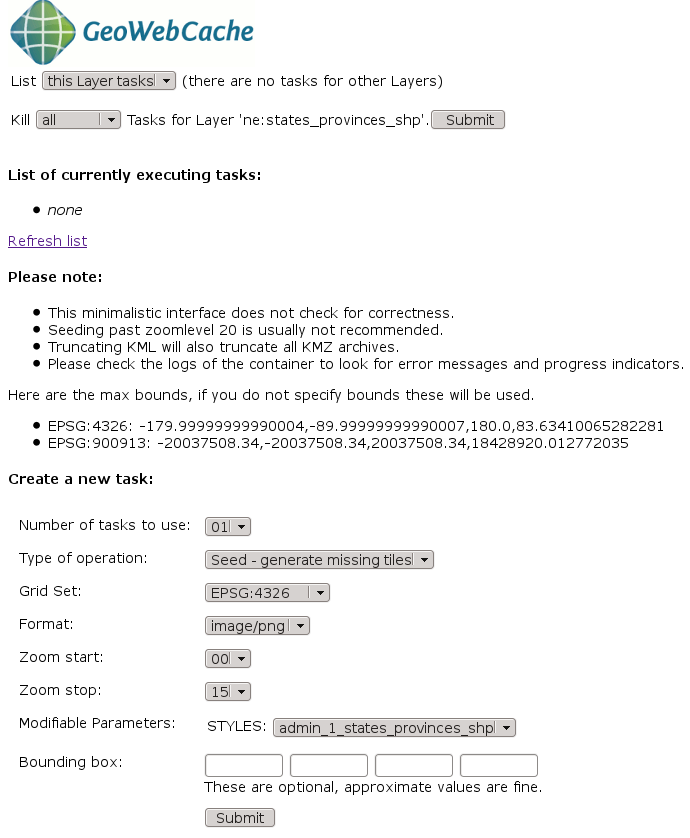 GeoWebCache
List this Layer tasks (there are no tasks for other Layers)
Kill all Tasks for Layer 'ne:states_provinces_shp'. Submit
List of currently executing tasks:
none
Refresh list
Please note:
This minimalistic interface does not check for correctness.
Seeding past zoomlevel 20 is usually not recommended.
Truncating KML will also truncate all KMZ archives.
Please check the logs of the container to look for error messages and progress indicators.
Here are the max bounds, if you do not specify bounds these will be used.
EPSG:4326: -179.99999999990004,-89.99999999990007,180.0,83.63410065282281
EPSG:900913: -20037508.34,-20037508.34,20037508.34,18428920.012772035
Create a new task:
Number of tasks to use: 01
Type of operation: Seed - generate missing tiles
Grid Set: EPSG:4326
Format: image/png
Zoom start: 00
Zoom stop: 15
Modifiable Parameters: STYLES: admin_1_states_provinces_shp
Bounding box:
These are optional, approximate values are fine.
Submit